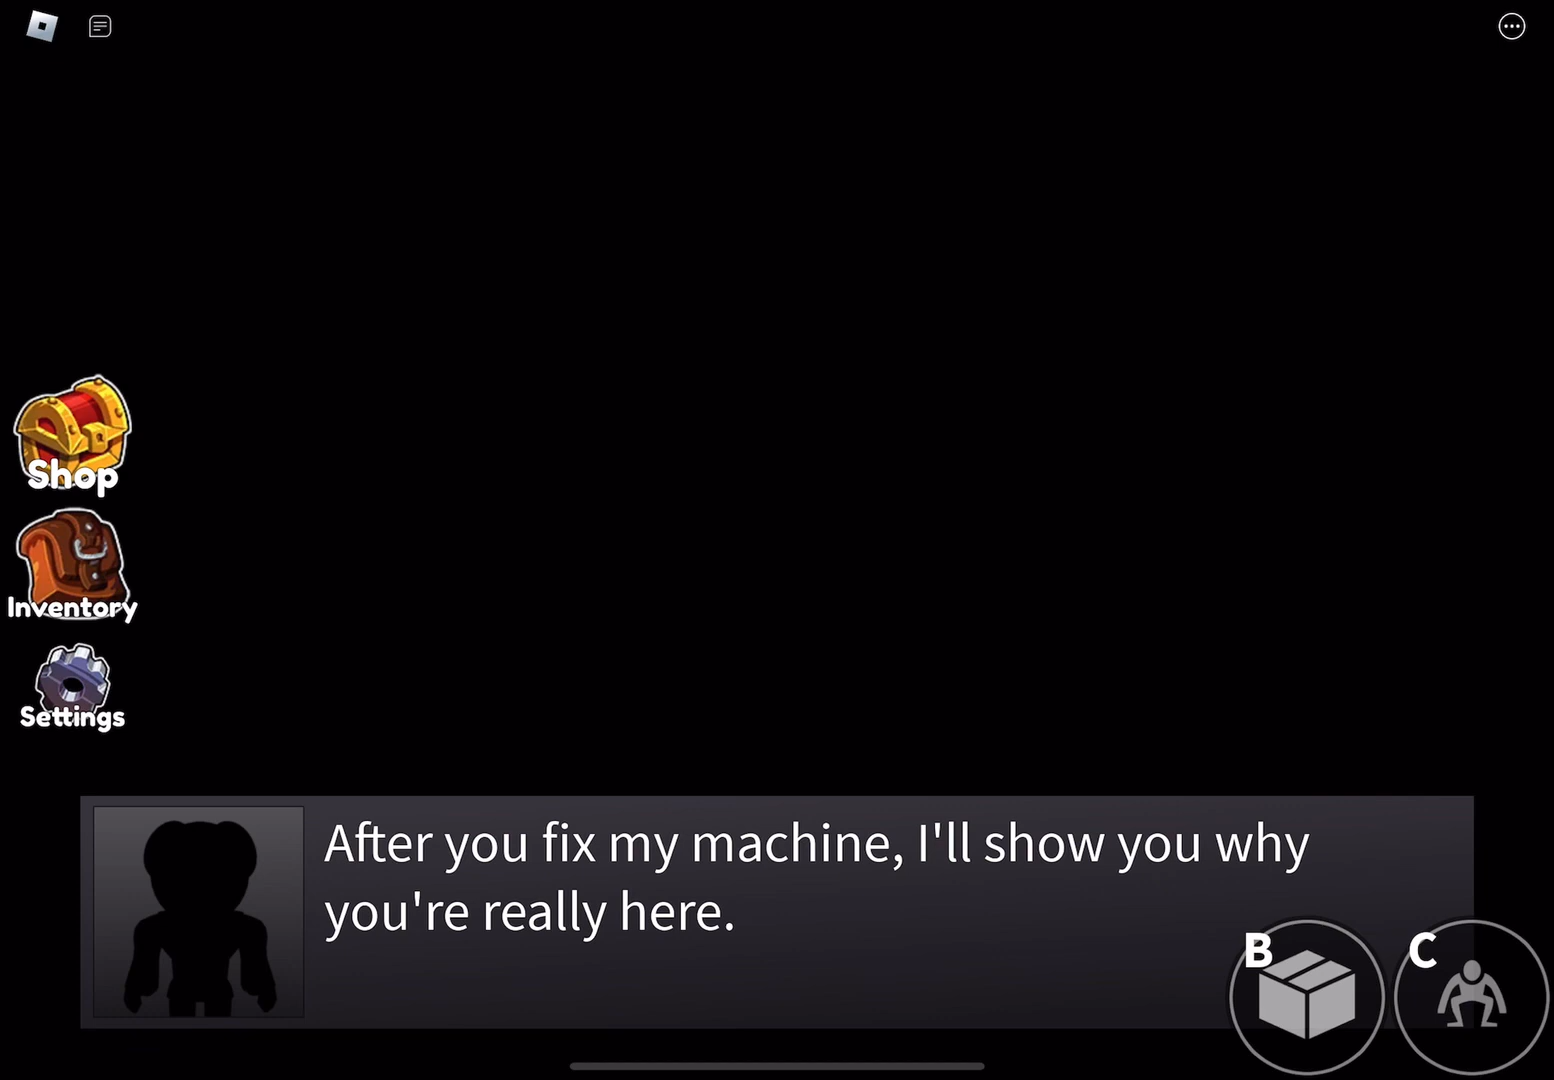 Shop
Inventory
Settings
After you fix my machine, I'll show you why
you're really here.
B
C